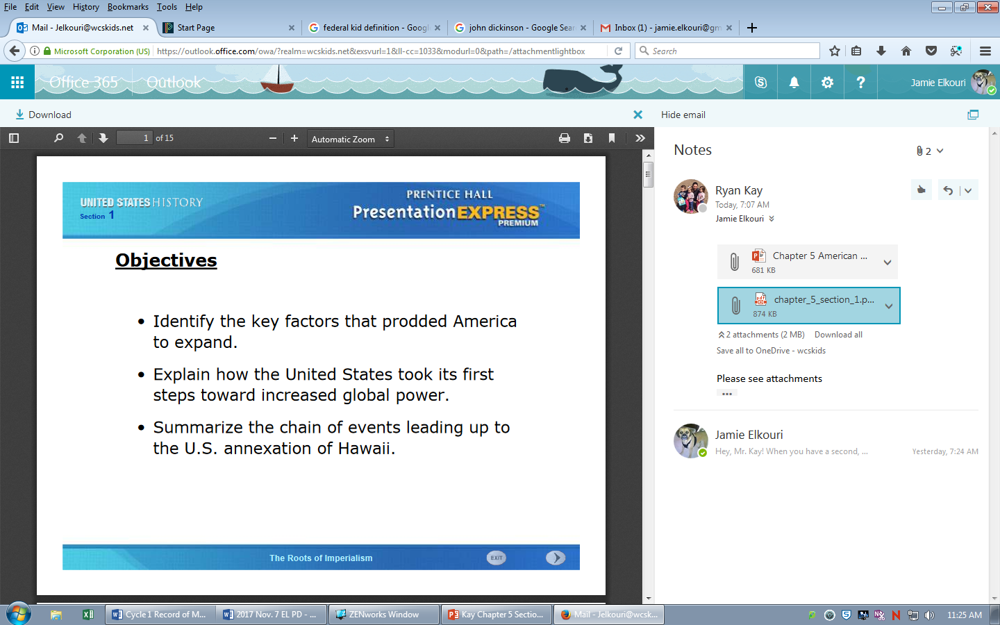 File Edit View History Bookmarks Tools Help
Mail - Jelkouri@wcskids.net
Start Page
federal kid definition - Googl
john dickinson - Google Sear
Inbox (1) - jamie.elkouri@gm
Microsoft Corporation (US)
https://outlook.office.com/owa/?realm=wcskids.net&exsvurl=1&ll-cc=1033&modurl=0&path=/attachmentlightbox
Search
Office 365
Outlook
Jamie Elkouri
Download
Hide email
1 of 15
Automatic Zoom
UNITED STATES HISTORY
Section 1
PRENTICE HALL
Presentation EXPRESS™
PREMIUM
Objectives
• Identify the key factors that prodded America
to expand.
• Explain how the United States took its first
steps toward increased global power.
• Summarize the chain of events leading up to
the U.S. annexation of Hawaii.
The Roots of Imperialism
EXIT
Notes
2
Ryan Kay
Today, 7:07 AM
Jamie Elkouri
Chapter 5 American ...
681 KB
chapter_5_section_1.p...
874 KB
2 attachments (2 MB) Download all
Save all to OneDrive - wcskids
Please see attachments
Jamie Elkouri
Hey, Mr. Kay! When you have a second, ...
Yesterday, 7:24 AM
Cycle 1 Record of M...
2017 Nov. 7 EL PD - ...
ZENworks Window
Kay Chapter 5 Sectio...
Mail - Jelkouri@wcsk...
11:25 AM